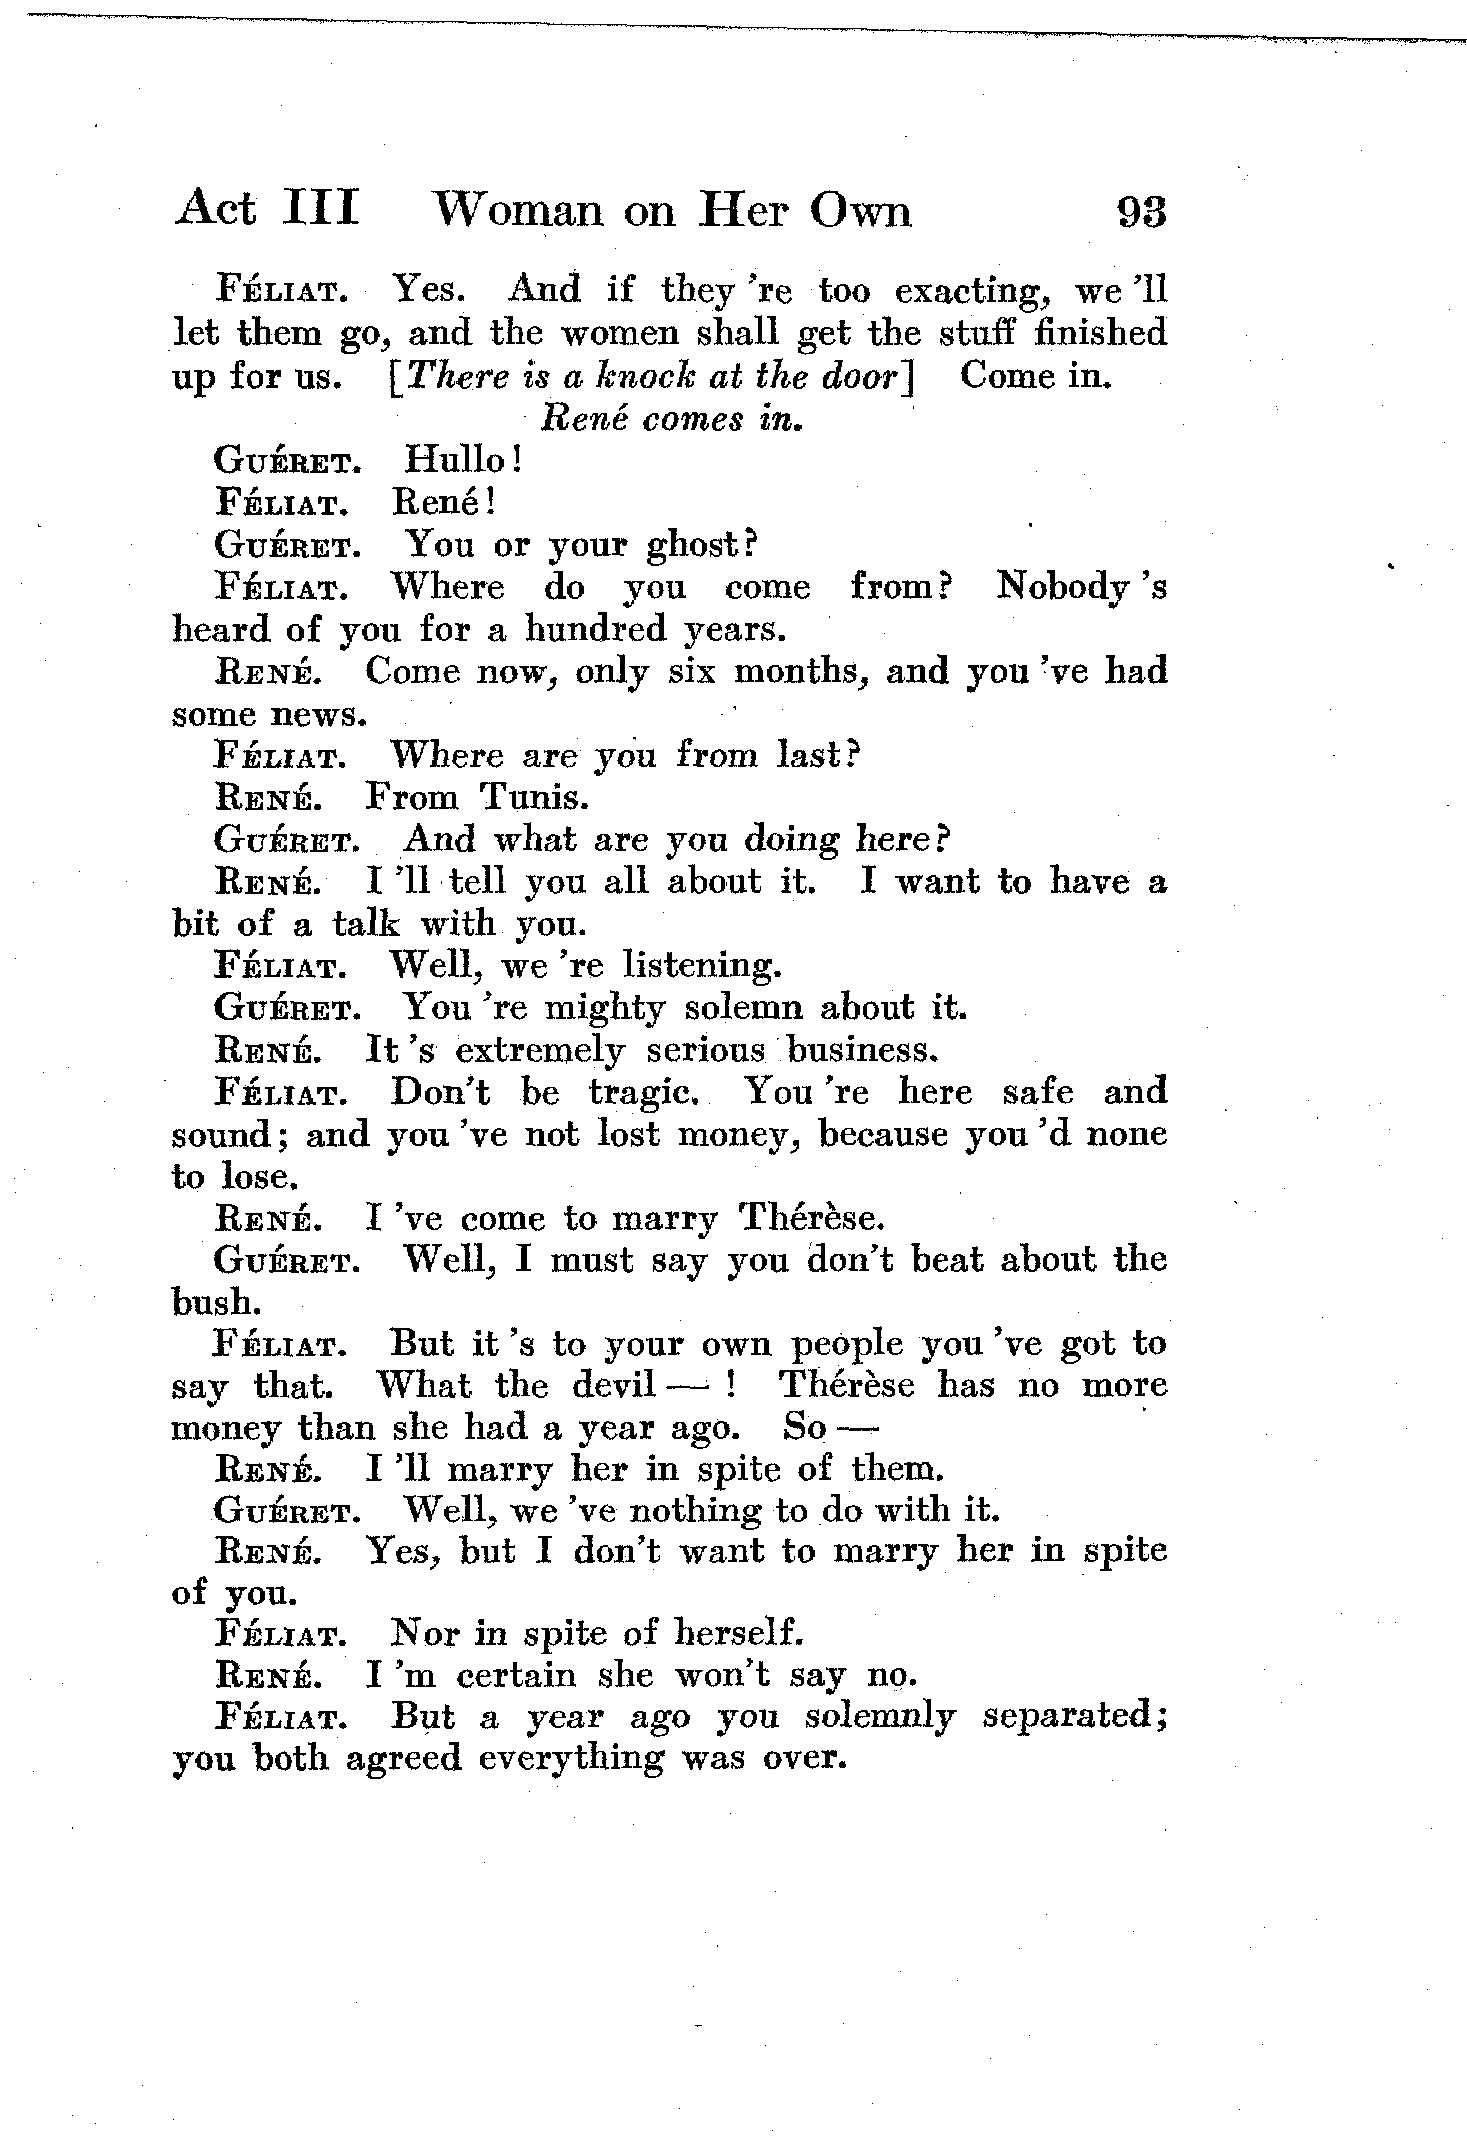 Act III Woman on Her Own 93
FÉLIAT. Yes. And if they 're too exacting, we 'll
let them go, and the women shall get the stuff finished
up for us. [There is a knock at the door] Come in.
René comes in.
GUÉRET. Hullo!
FÉLIAT. René!
GUÉRET. You or your ghost?
FÉLIAT. Where do you come from? Nobody 's
heard of you for a hundred years.
RENÉ. Come now, only six months, and you 've had
some news.
FÉLIAT. Where are you from last?
RENÉ. From Tunis.
GUÉRET. And what are you doing here?
RENÉ. I 'll tell you all about it. I want to have a
bit of a talk with you.
FÉLIAT. Well, we 're listening.
GUÉRET. You 're mighty solemn about it.
RENÉ. It 's extremely serious business.
FÉLIAT. Don't be tragic. You 're here safe and
sound; and you 've not lost money, because you 'd none
to lose.
RENÉ. I 've come to marry Thérèse.
GUÉRET. Well, I must say you don't beat about the
bush.
FÉLIAT. But it 's to your own people you 've got to
say that. What the devil — ! Thérèse has no more
money than she had a year ago. So —
RENÉ. I 'll marry her in spite of them.
GUÉRET. Well, we 've nothing to do with it.
RENÉ. Yes, but I don't want to marry her in spite
of you.
FÉLIAT. Nor in spite of herself.
RENÉ. I 'm certain she won't say no.
FÉLIAT. But a year ago you solemnly separated;
you both agreed everything was over.